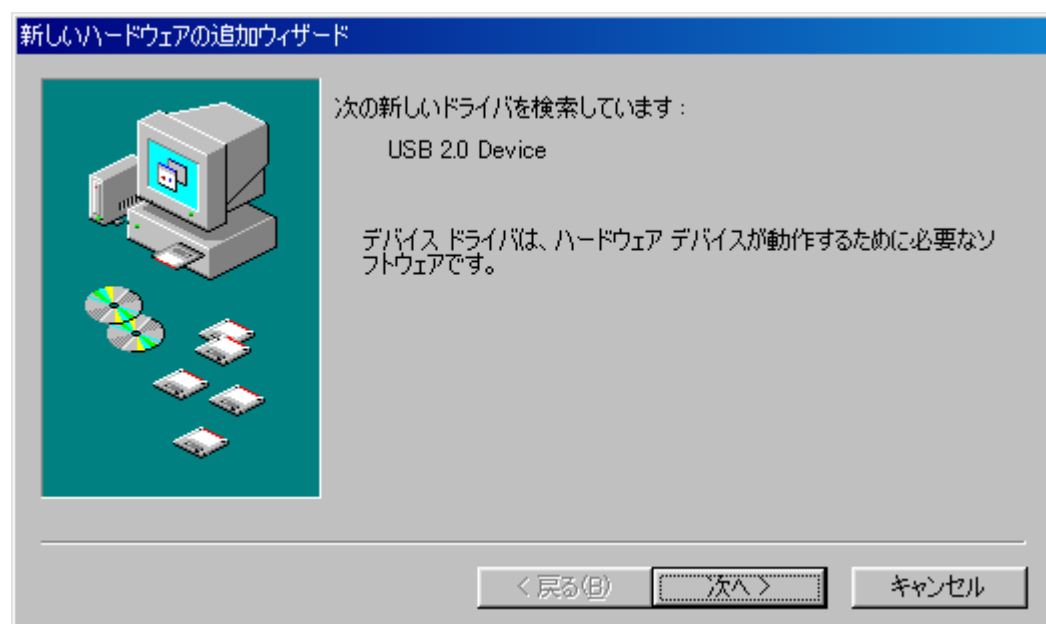 新しいハードウェアの追加ウィザード
次の新しいドライバを検索しています:
USB 2.0 Device
デバイス ドライバは、ハードウェア デバイスが動作するために必要なソ
フトウェアです。
< 戻る(B)
次へ >
キャンセル